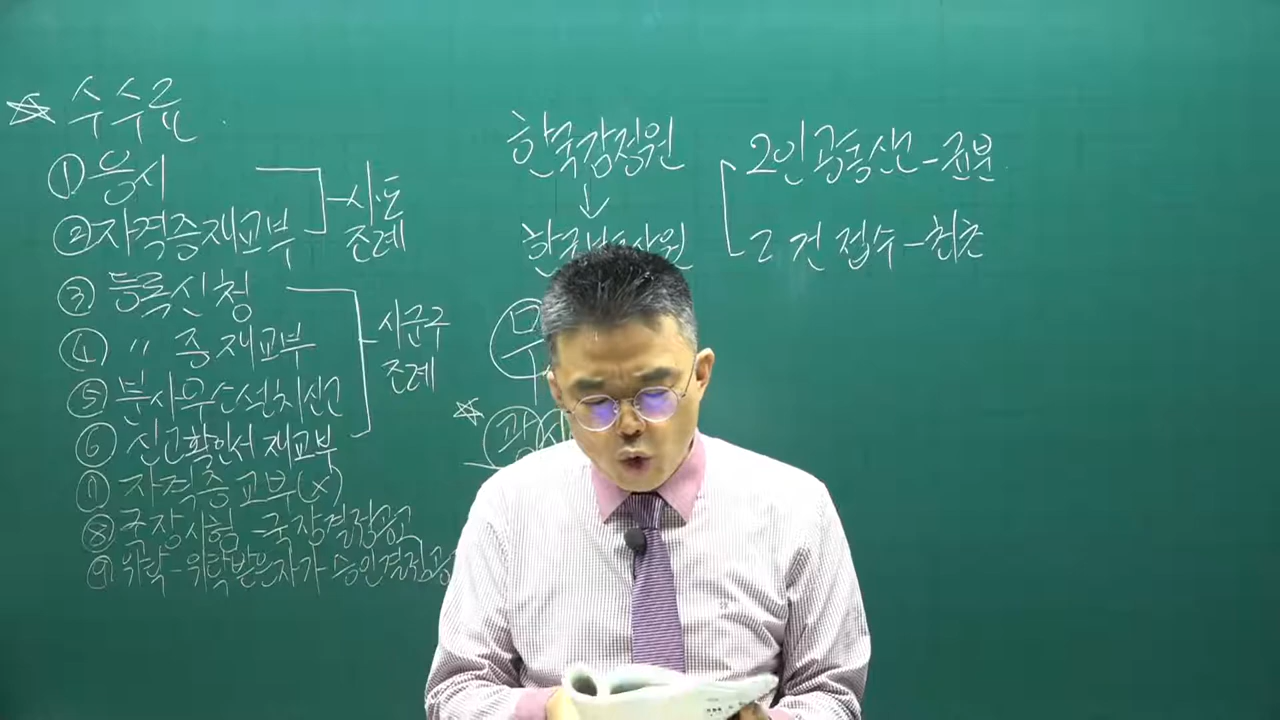 ☆ 수수료
① 응시
② 자격증재교부
시·도
조례
③ 등록신청
④ 〃 증재교부
⑤ 분사무소설치신고
⑥ 신고확인서 재교부
시군구
조례
⑦ 자격증교부(X)
⑧ 국장시험 - 국장결정공고
⑨ 위탁 - 위탁받은자가 승인결정공
한국감정원
↓
한국부동산원
무
☆ 광
2인공동산 -
2건 접수 - 최초